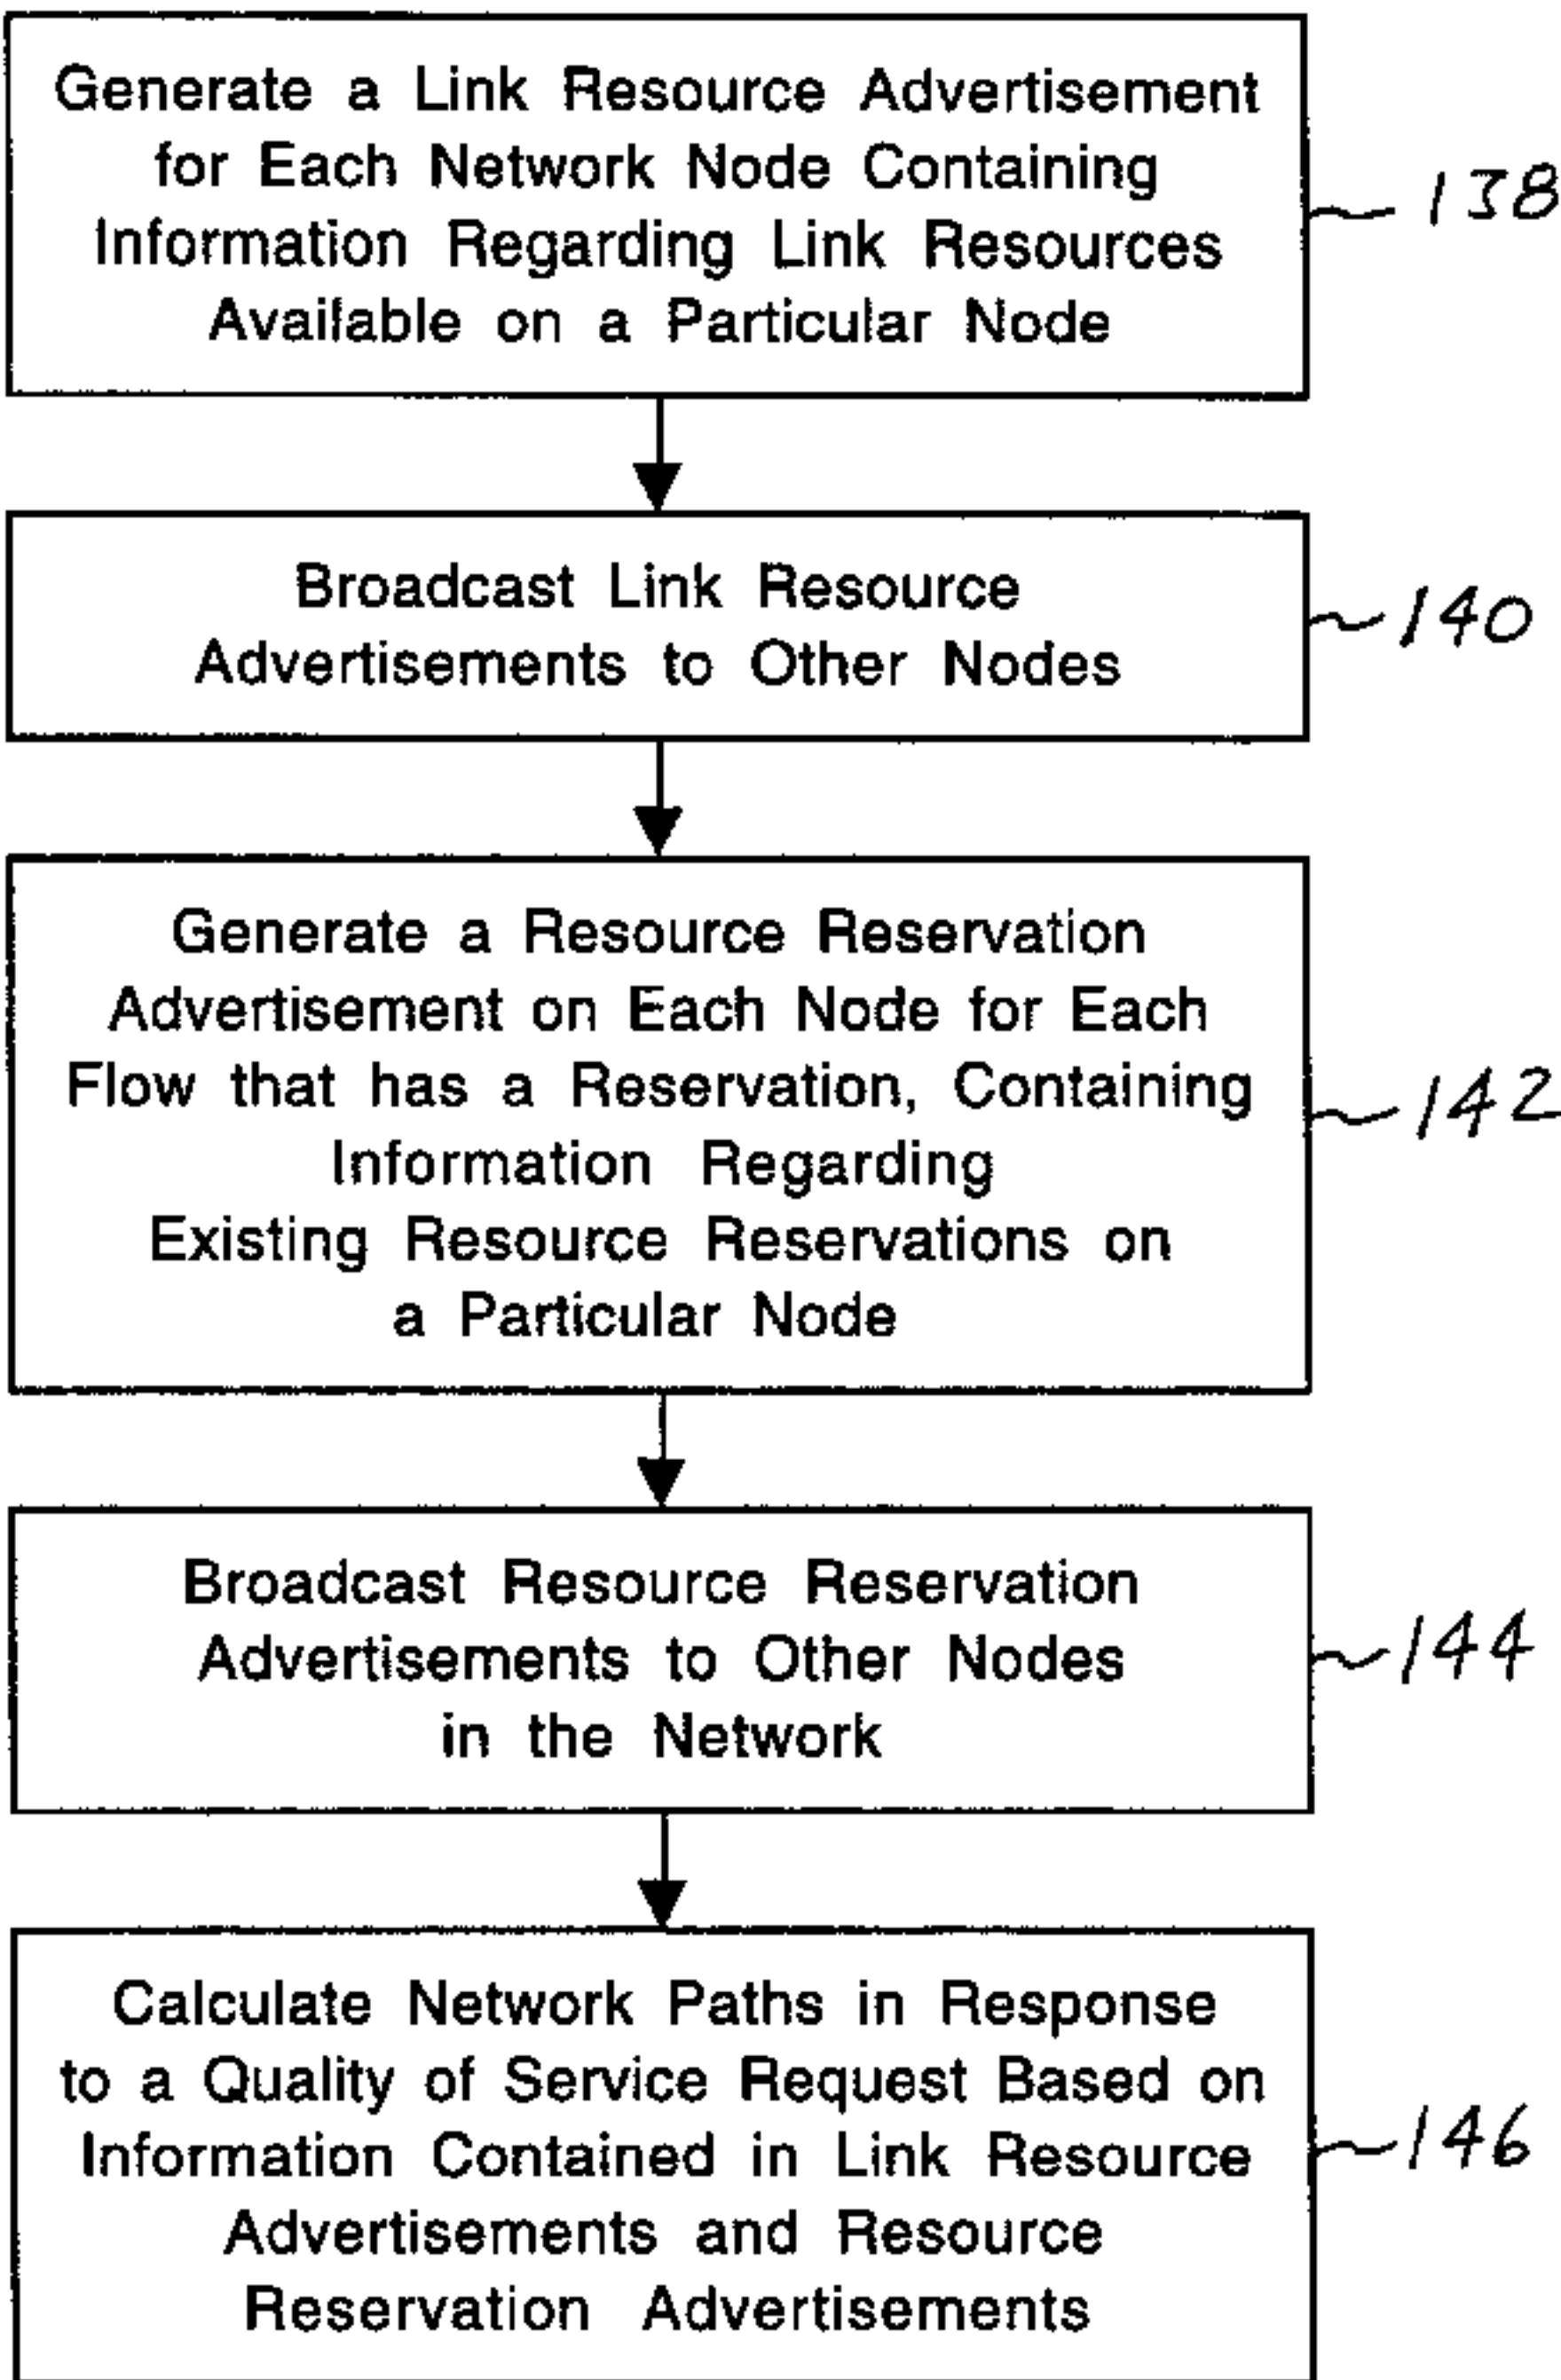 Generate a Link Resource Advertisement
for Each Network Node Containing
Information Regarding Link Resources
Available on a Particular Node
138
Broadcast Link Resource
Advertisements to Other Nodes
140
Generate a Resource Reservation
Advertisement on Each Node for Each
Flow that has a Reservation, Containing
Information Regarding
Existing Resource Reservations on
a Particular Node
142
Broadcast Resource Reservation
Advertisements to Other Nodes
in the Network
144
Calculate Network Paths in Response
to a Quality of Service Request Based on
Information Contained in Link Resource
Advertisements and Resource
Reservation Advertisements
146